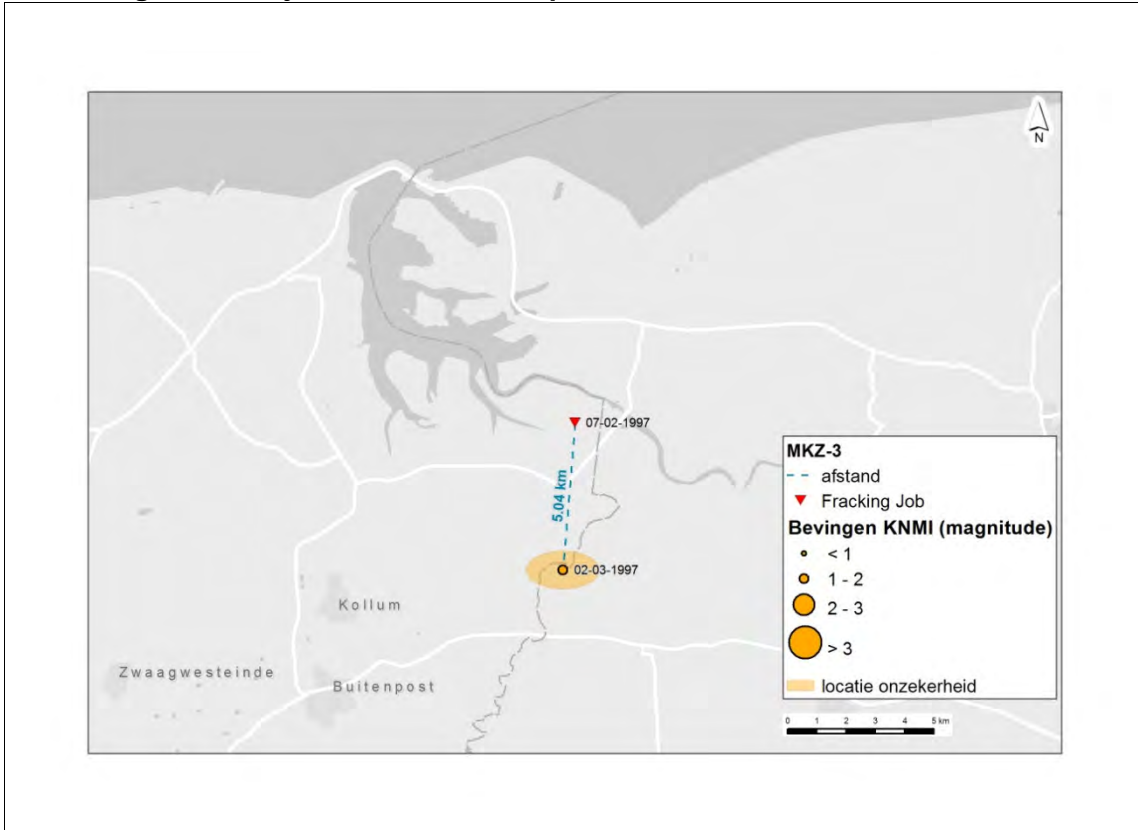 N
07-02-1997
5.04 km
02-03-1997
Kollum
Zwaagwesteinde
Buitenpost
MKZ-3
afstand
Fracking Job
Bevingen KNMI (magnitude)
< 1
1 - 2
2 - 3
> 3
locatie onzekerheid
0 1 2 3 4 5 km